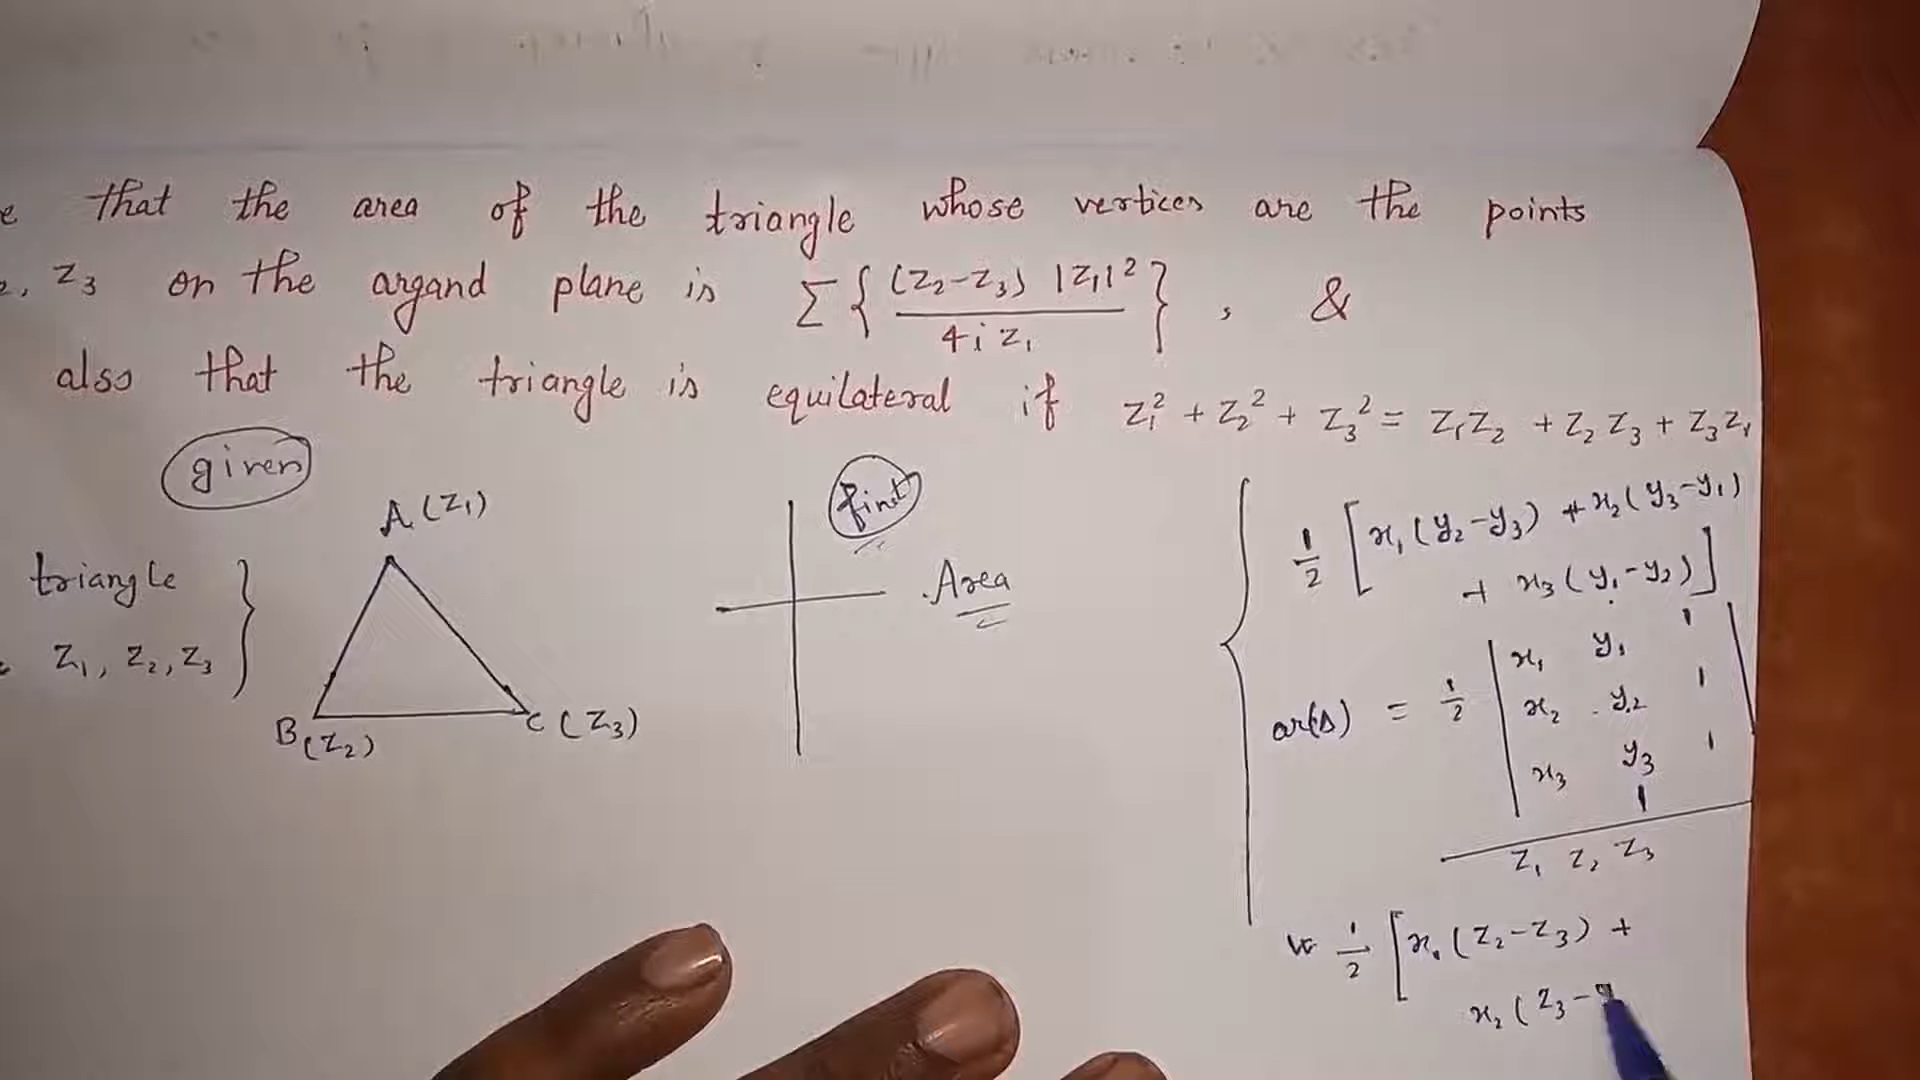 e that the area of the triangle whose vertices are the points
2, Z3 on the argand plane is Σ { (Z2-Z3) |Z1|² / 4i Z1 } , &
also that the triangle is equilateral if Z1² + Z2² + Z3² = Z1Z2 + Z2Z3 + Z3Z1
given
A (Z1)
triangle
Z1, Z2, Z3
B (Z2)
C (Z3)
find
Area
1/2 [ x1 (y2-y3) + x2 (y3-y1)
+ x3 (y1-y2) ]
ar(Δ) = 1/2 | x1 y1 1
x2 y2 1
x3 y3 1 |
1
Z1 Z2 Z3
1/2 [ x1 (Z2-Z3) +
x2 ( Z3 -